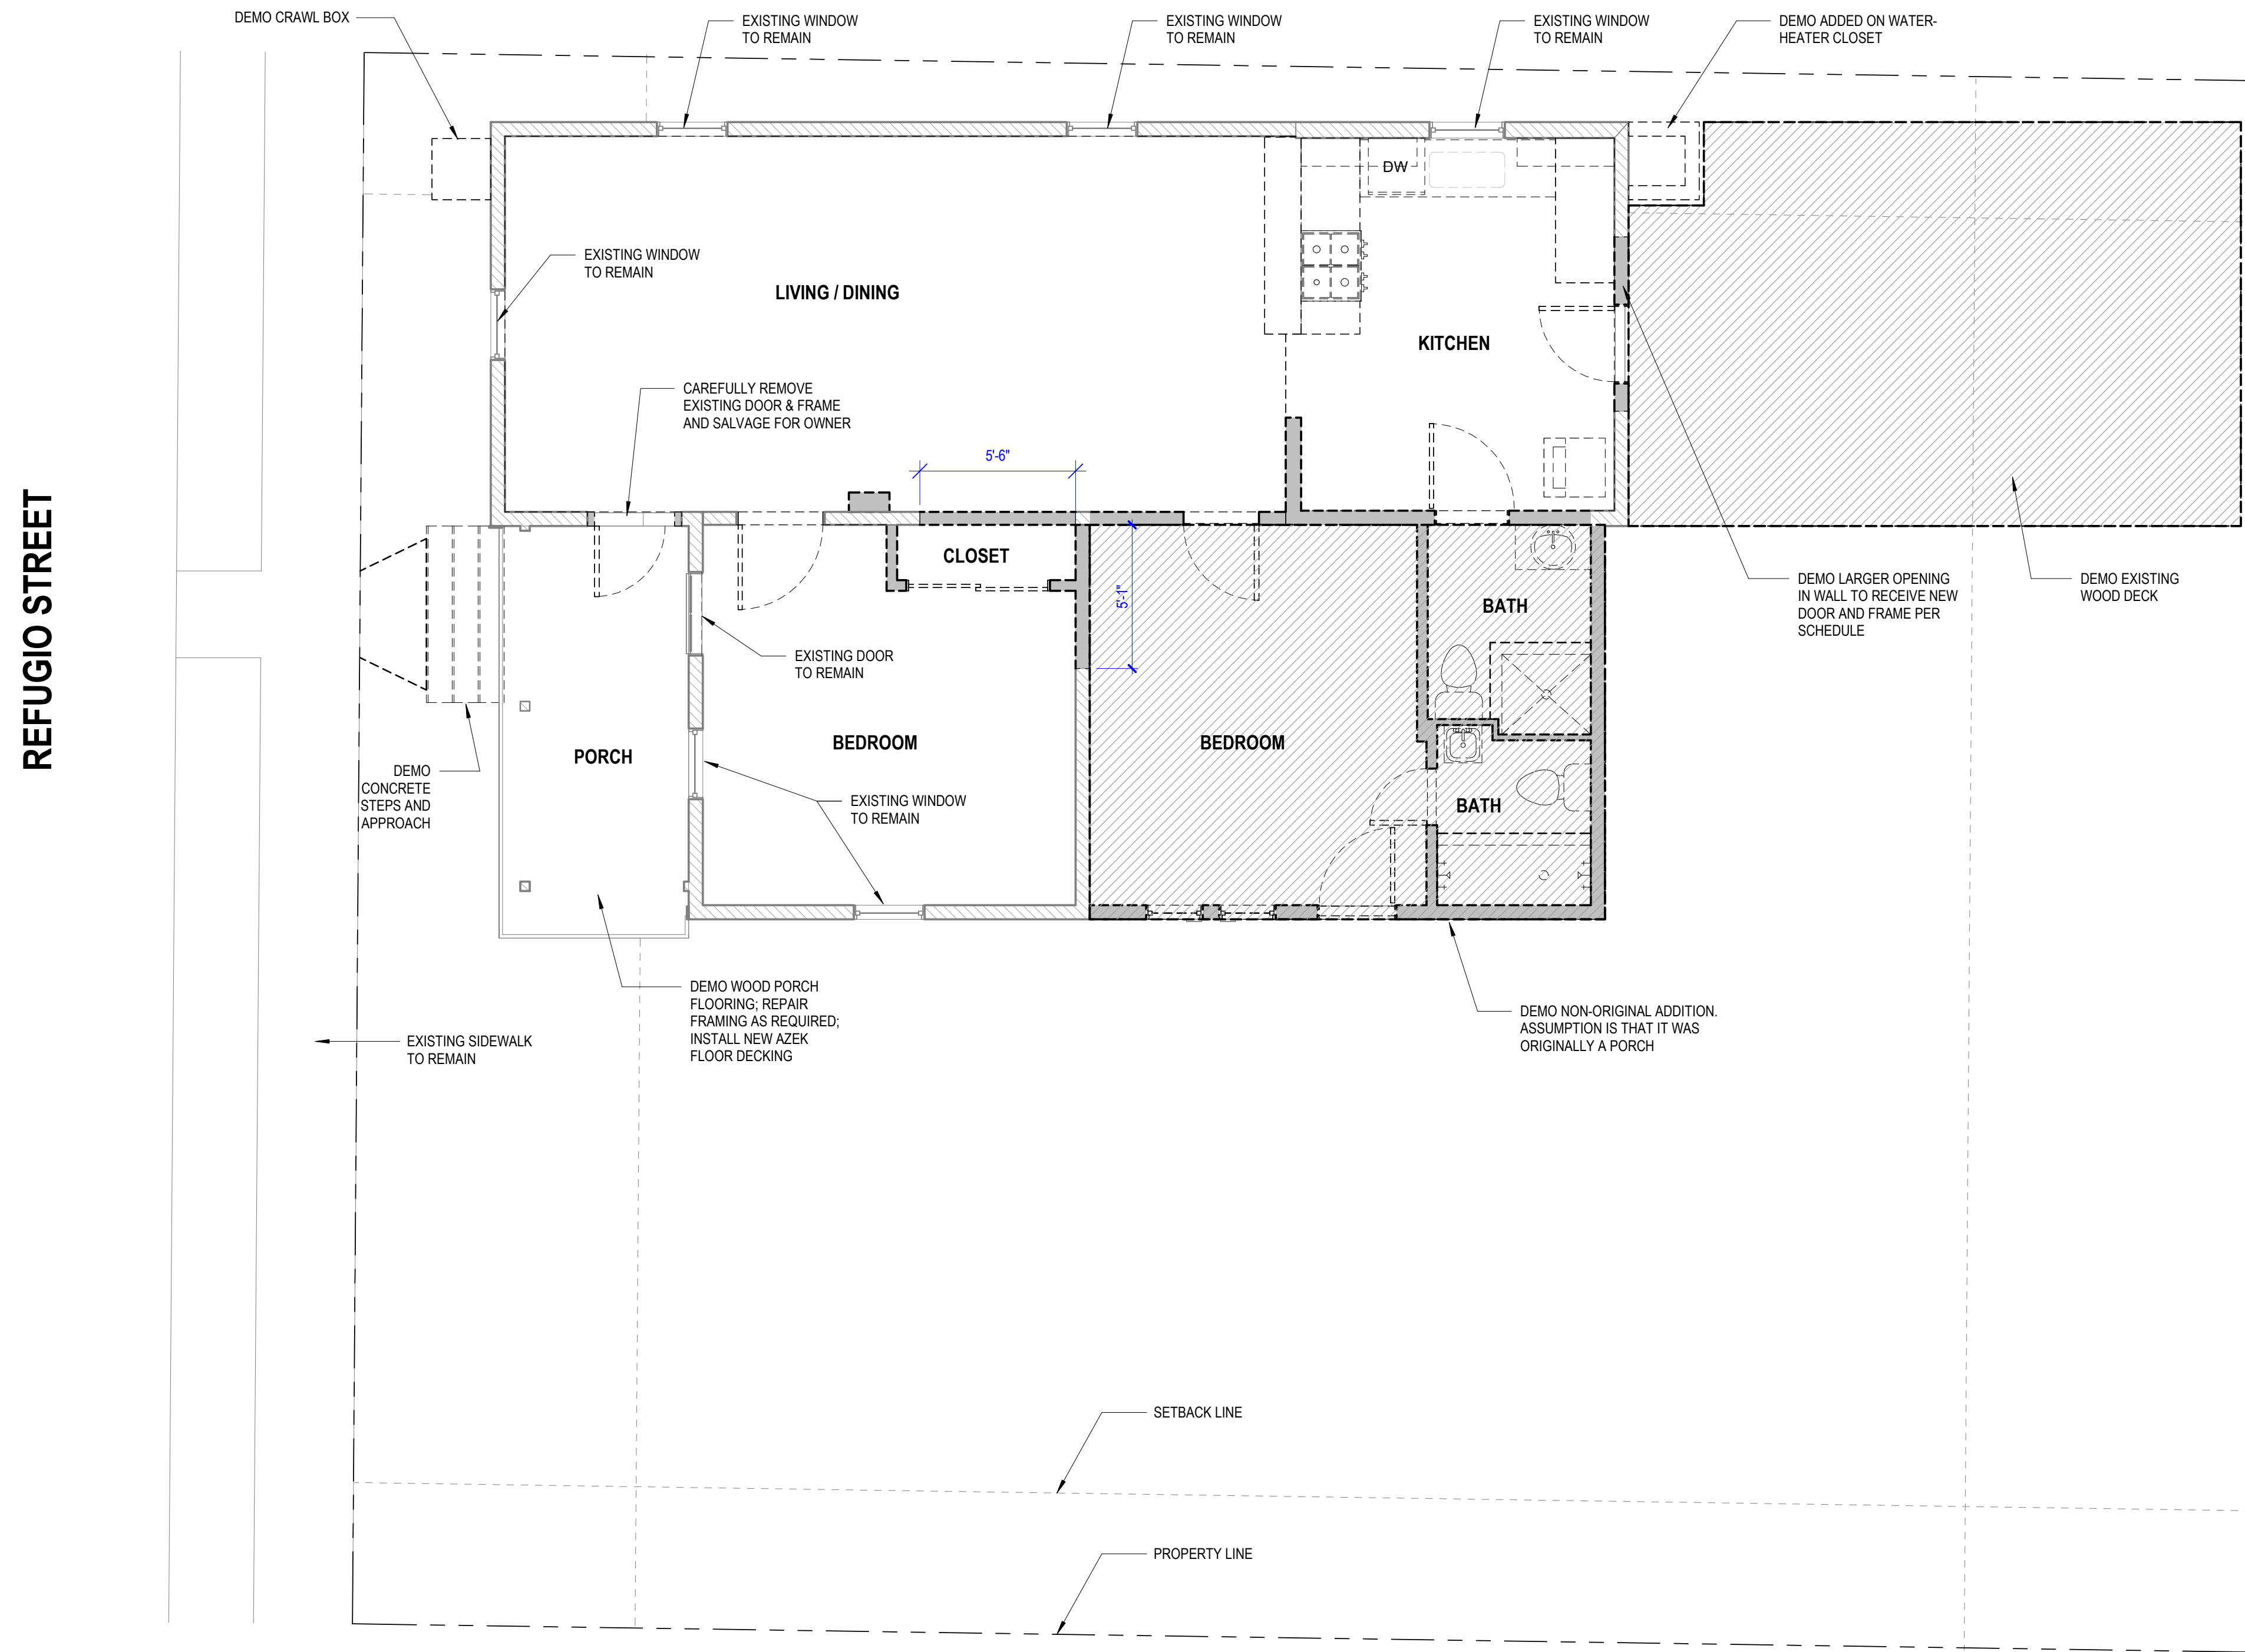 DEMO CRAWL BOX
EXISTING WINDOW
TO REMAIN
EXISTING WINDOW
TO REMAIN
EXISTING WINDOW
TO REMAIN
DEMO ADDED ON WATER-
HEATER CLOSET
DW
EXISTING WINDOW
TO REMAIN
LIVING / DINING
KITCHEN
CAREFULLY REMOVE
EXISTING DOOR & FRAME
AND SALVAGE FOR OWNER
5'-6"
REFUGIO STREET
CLOSET
5'-1"
BATH
DEMO LARGER OPENING
IN WALL TO RECEIVE NEW
DOOR AND FRAME PER
SCHEDULE
DEMO EXISTING
WOOD DECK
EXISTING DOOR
TO REMAIN
PORCH
BEDROOM
BEDROOM
DEMO
CONCRETE
STEPS AND
APPROACH
EXISTING WINDOW
TO REMAIN
BATH
DEMO WOOD PORCH
FLOORING; REPAIR
FRAMING AS REQUIRED;
INSTALL NEW AZEK
FLOOR DECKING
DEMO NON-ORIGINAL ADDITION.
ASSUMPTION IS THAT IT WAS
ORIGINALLY A PORCH
EXISTING SIDEWALK
TO REMAIN
SETBACK LINE
PROPERTY LINE